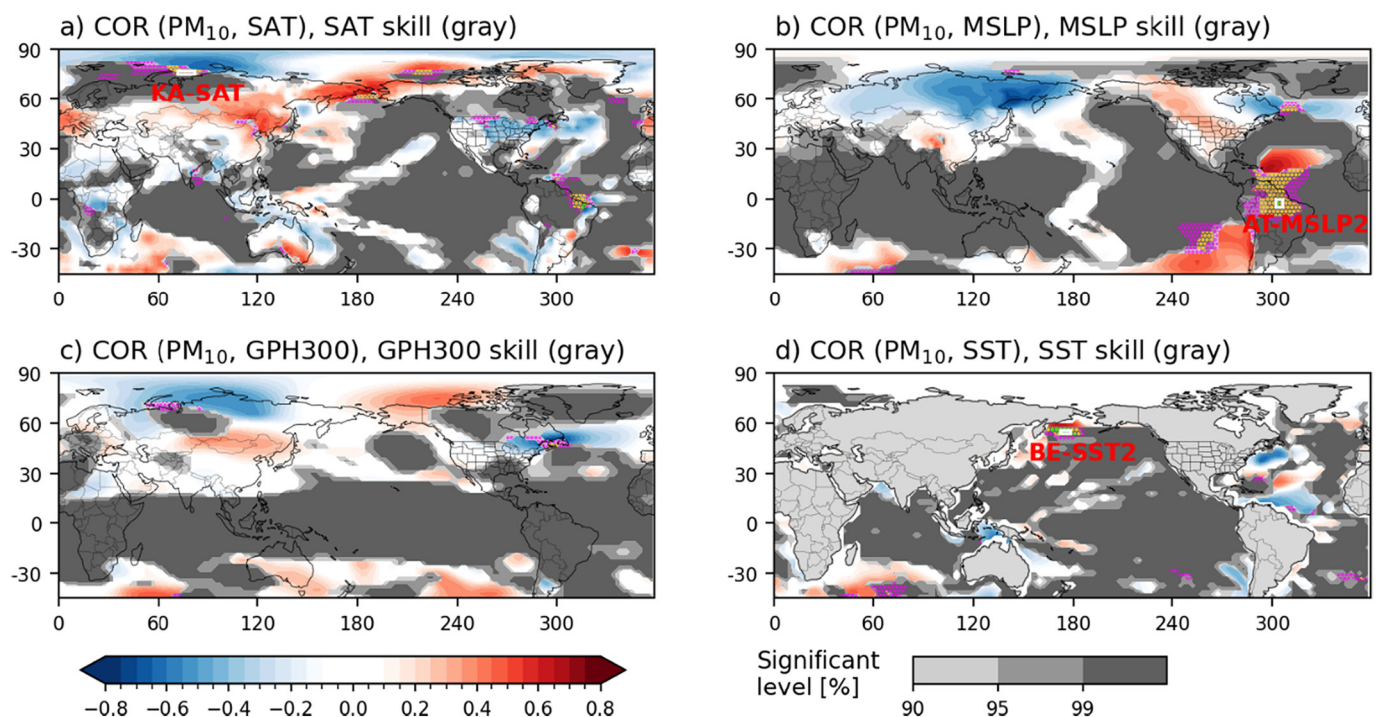 a) COR (PM₁₀, SAT), SAT skill (gray)
90
60
30
0
-30
KA-SAT
0 60 120 180 240 300
b) COR (PM₁₀, MSLP), MSLP skill (gray)
90
60
30
0
-30
AT-MSLP2
0 60 120 180 240 300
c) COR (PM₁₀, GPH300), GPH300 skill (gray)
90
60
30
0
-30
0 60 120 180 240 300
d) COR (PM₁₀, SST), SST skill (gray)
90
60
30
0
-30
BE-SST2
0 60 120 180 240 300
−0.8 −0.6 −0.4 −0.2 0.0 0.2 0.4 0.6 0.8
Significant
level [%]
90 95 99